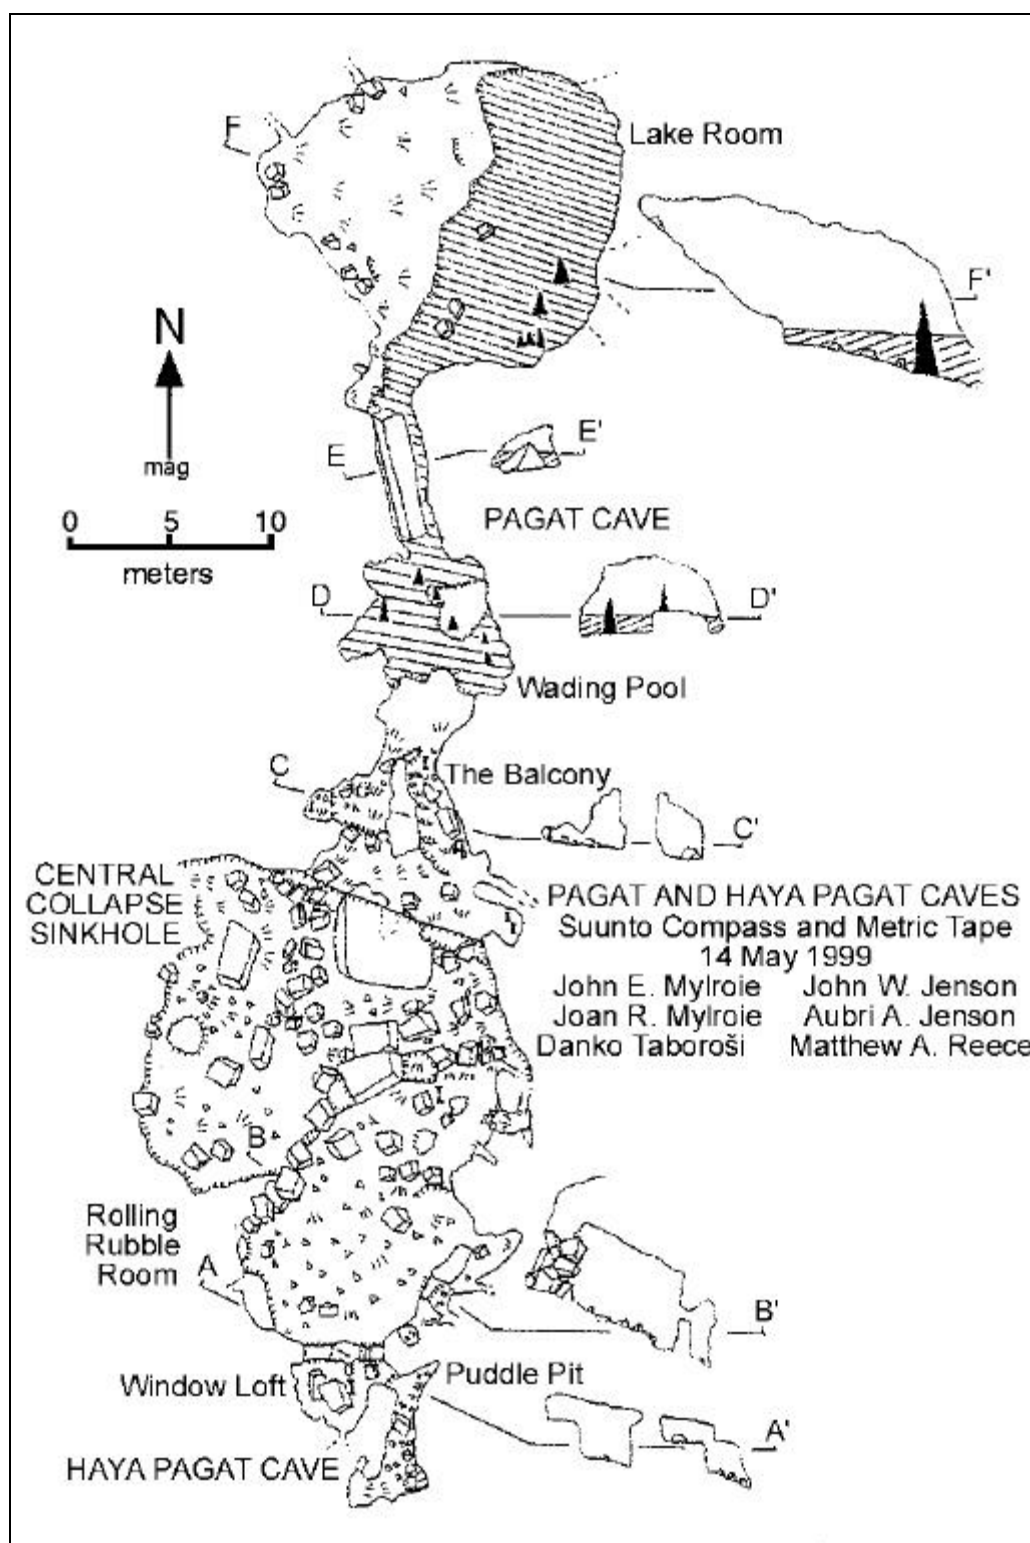 F
Lake Room
F'
N
mag
E
E'
0 5 10
meters
PAGAT CAVE
D
D'
Wading Pool
C
The Balcony
C'
CENTRAL
COLLAPSE
SINKHOLE
PAGAT AND HAYA PAGAT CAVES
Suunto Compass and Metric Tape
14 May 1999
John E. Mylroie John W. Jenson
Joan R. Mylroie Aubri A. Jenson
Danko Taboroši Matthew A. Reece
B
Rolling
Rubble
Room
A
B'
Window Loft
Puddle Pit
A'
HAYA PAGAT CAVE